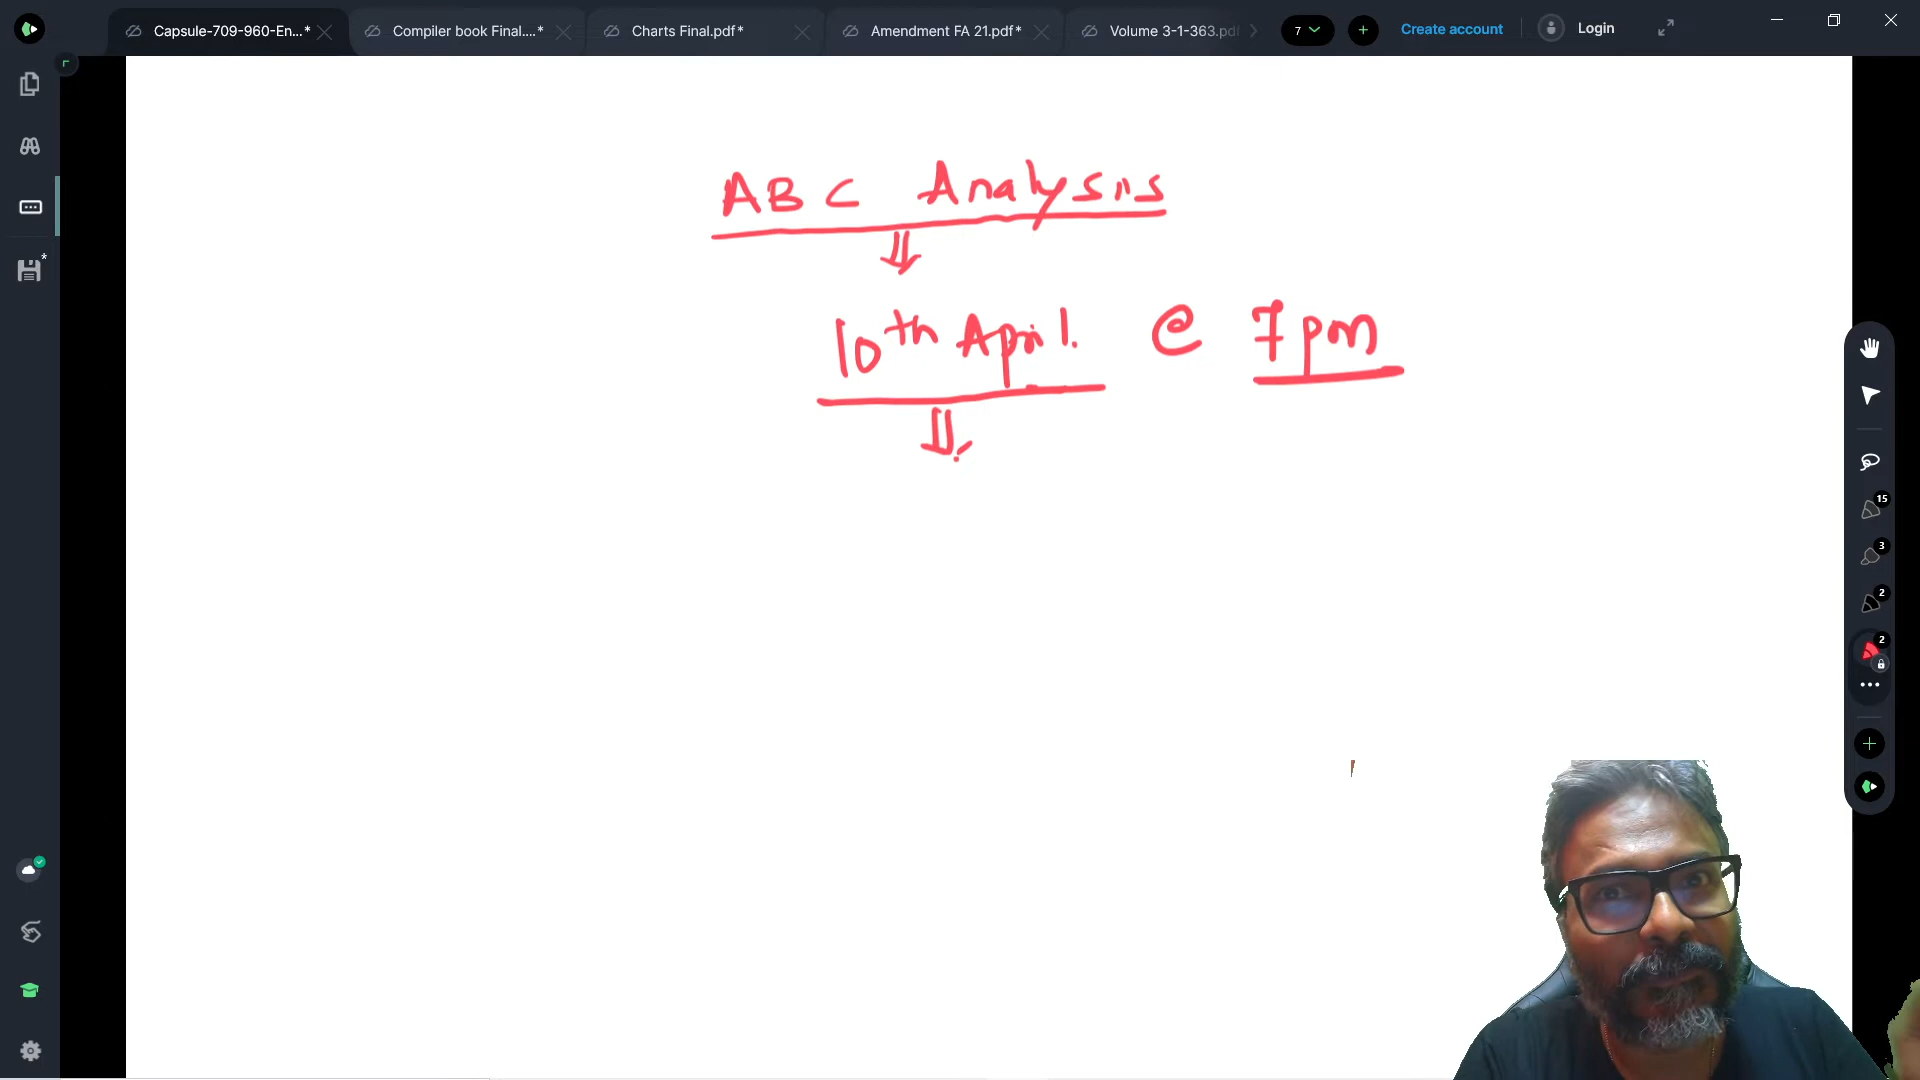 Capsule-709-960-En...* Compiler book Final....* Charts Final.pdf* Amendment FA 21.pdf* Volume 3-1-363.pdf 7 Create account Login
ABC Analysis
10th April. @ 7pm
15
3
2
2